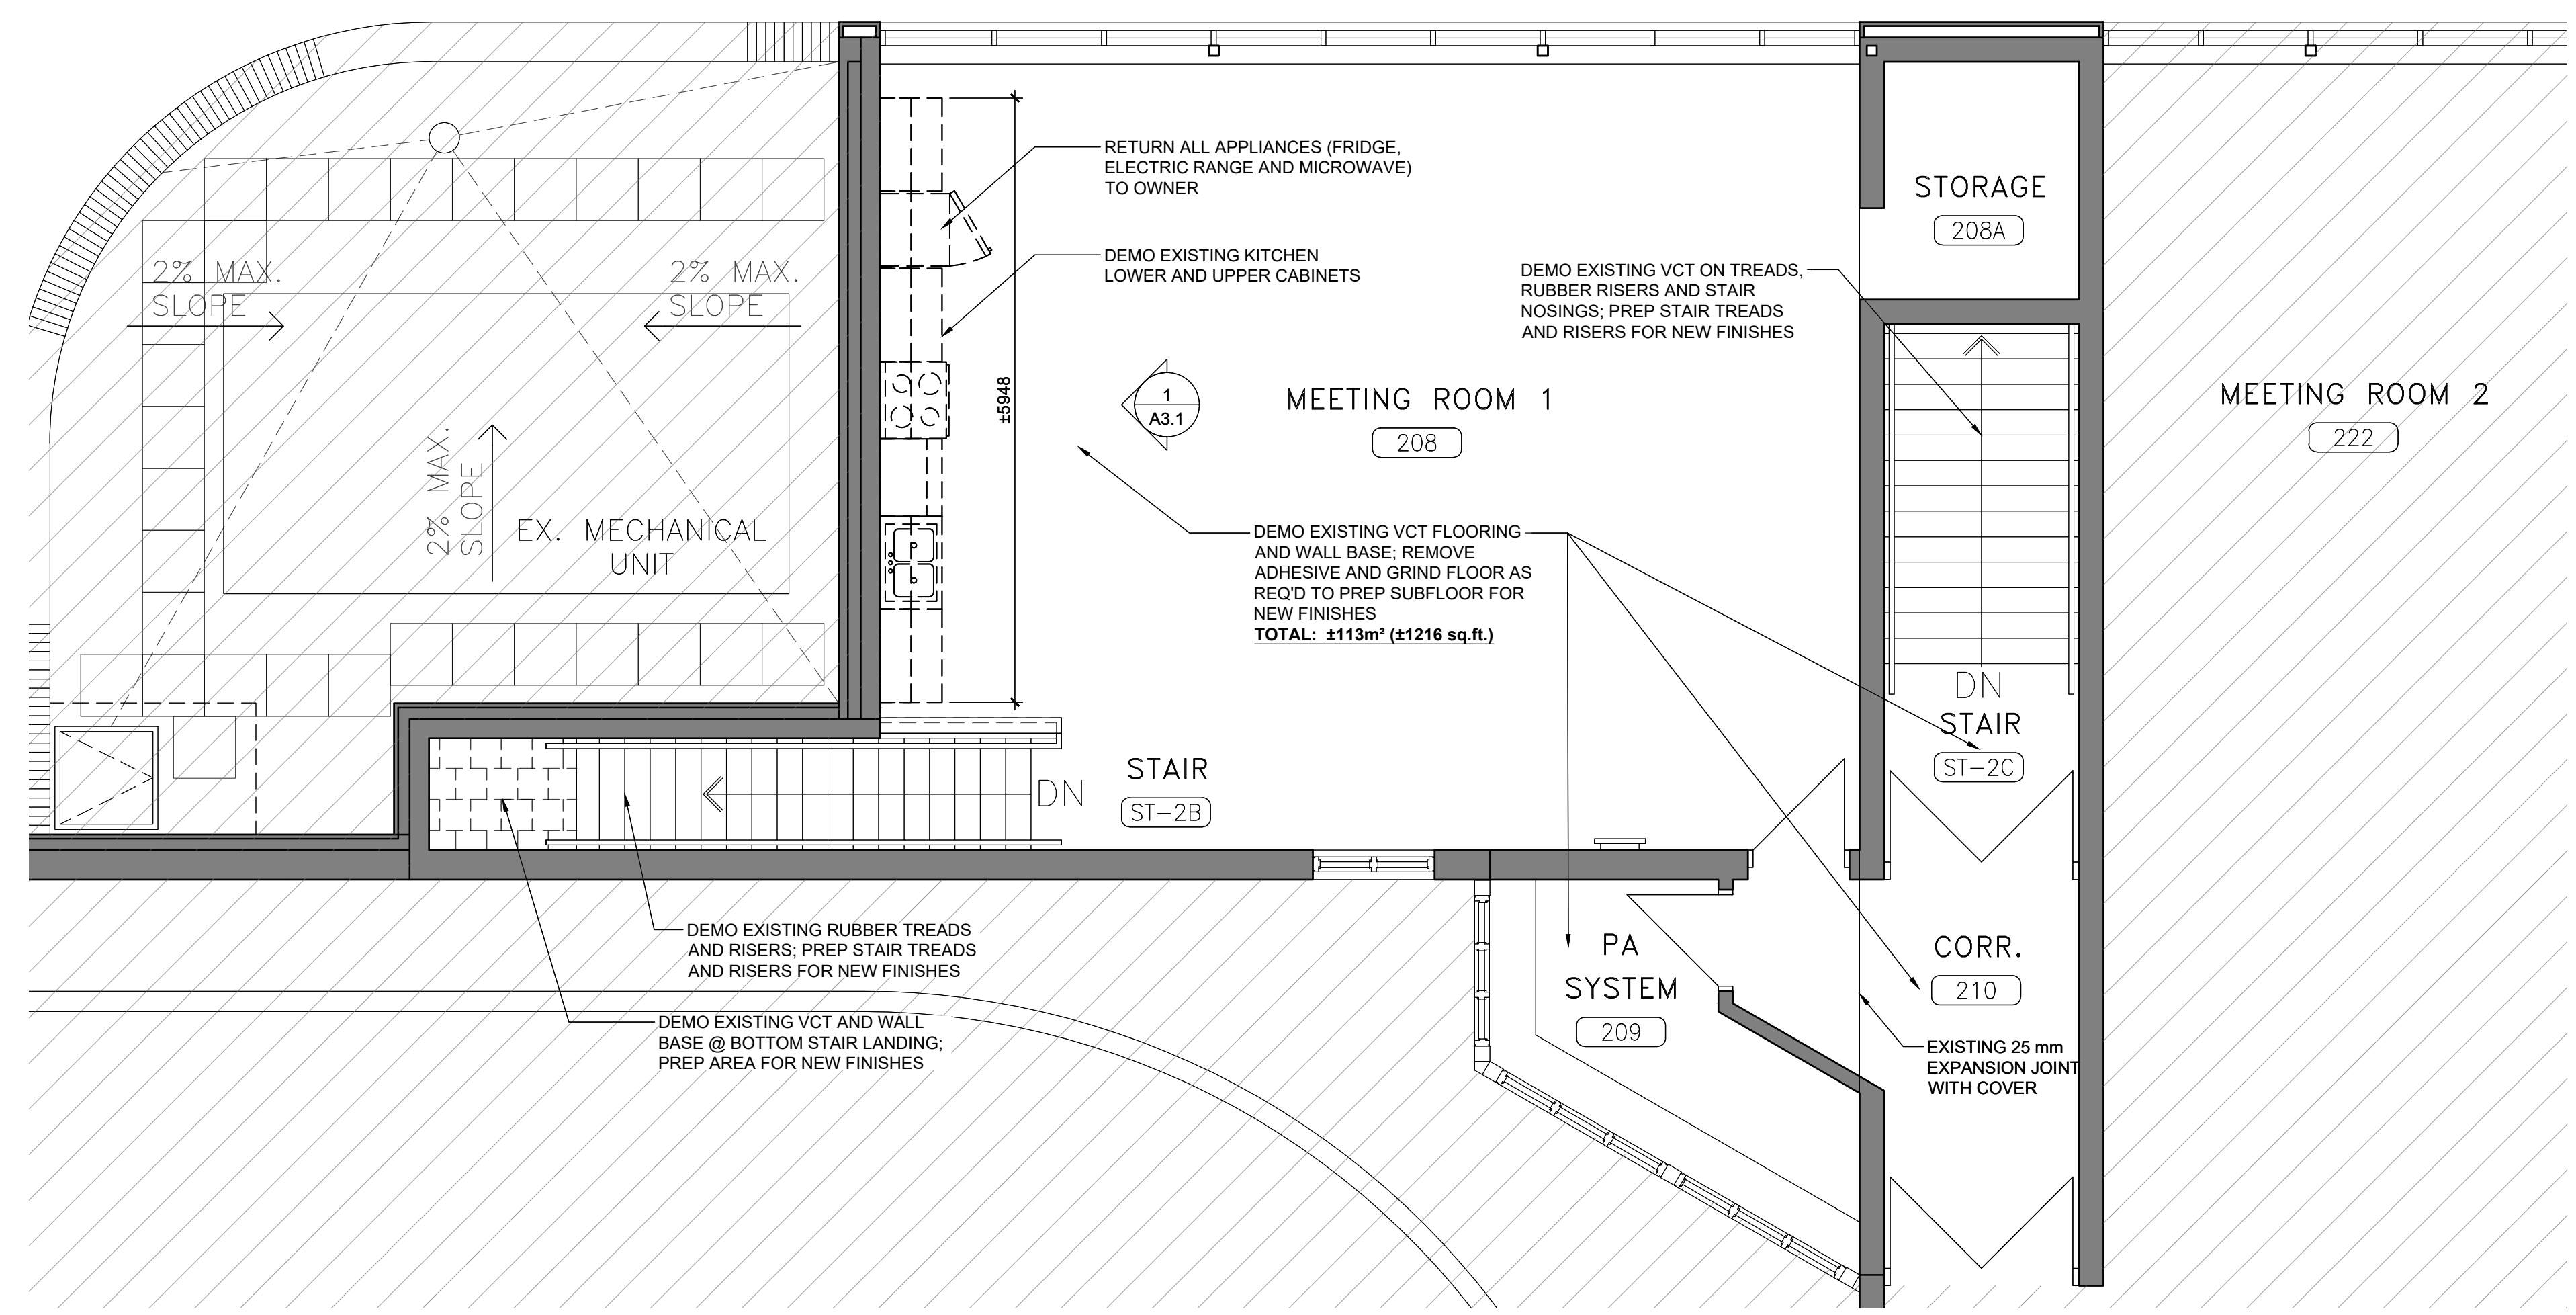 RETURN ALL APPLIANCES (FRIDGE,
ELECTRIC RANGE AND MICROWAVE)
TO OWNER
STORAGE
208A
DEMO EXISTING KITCHEN
LOWER AND UPPER CABINETS
2% MAX.
SLOPE
2% MAX.
SLOPE
DEMO EXISTING VCT ON TREADS,
RUBBER RISERS AND STAIR
NOSINGS; PREP STAIR TREADS
AND RISERS FOR NEW FINISHES
±5948
1
A3.1
MEETING ROOM 1
208
MEETING ROOM 2
222
2% MAX.
SLOPE
EX. MECHANICAL
UNIT
DEMO EXISTING VCT FLOORING
AND WALL BASE; REMOVE
ADHESIVE AND GRIND FLOOR AS
REQ'D TO PREP SUBFLOOR FOR
NEW FINISHES
TOTAL: ±113m² (±1216 sq.ft.)
DN
STAIR
ST-2C
DN
STAIR
ST-2B
DEMO EXISTING RUBBER TREADS
AND RISERS; PREP STAIR TREADS
AND RISERS FOR NEW FINISHES
DEMO EXISTING VCT AND WALL
BASE @ BOTTOM STAIR LANDING;
PREP AREA FOR NEW FINISHES
PA
SYSTEM
209
CORR.
210
EXISTING 25 mm
EXPANSION JOINT
WITH COVER